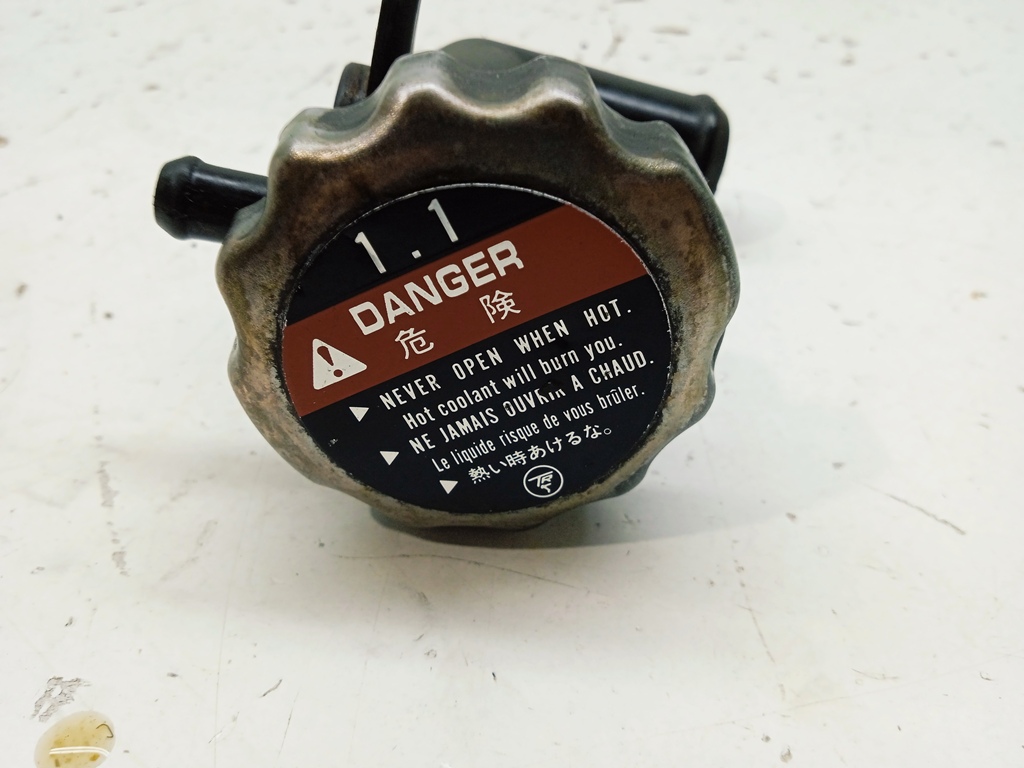 1.1
DANGER
危 険
NEVER OPEN WHEN HOT.
Hot coolant will burn you.
NE JAMAIS OUVRIR A CHAUD.
Le liquide risque de vous brûler.
熱い時あけるな。